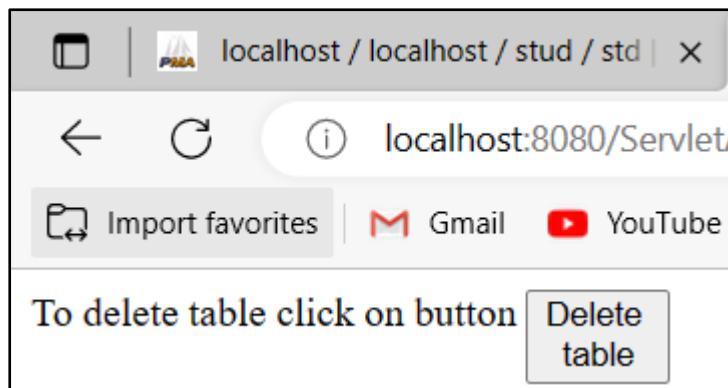 localhost / localhost / stud / std
localhost:8080/Servlet/
Import favorites Gmail YouTube
To delete table click on button Delete
table